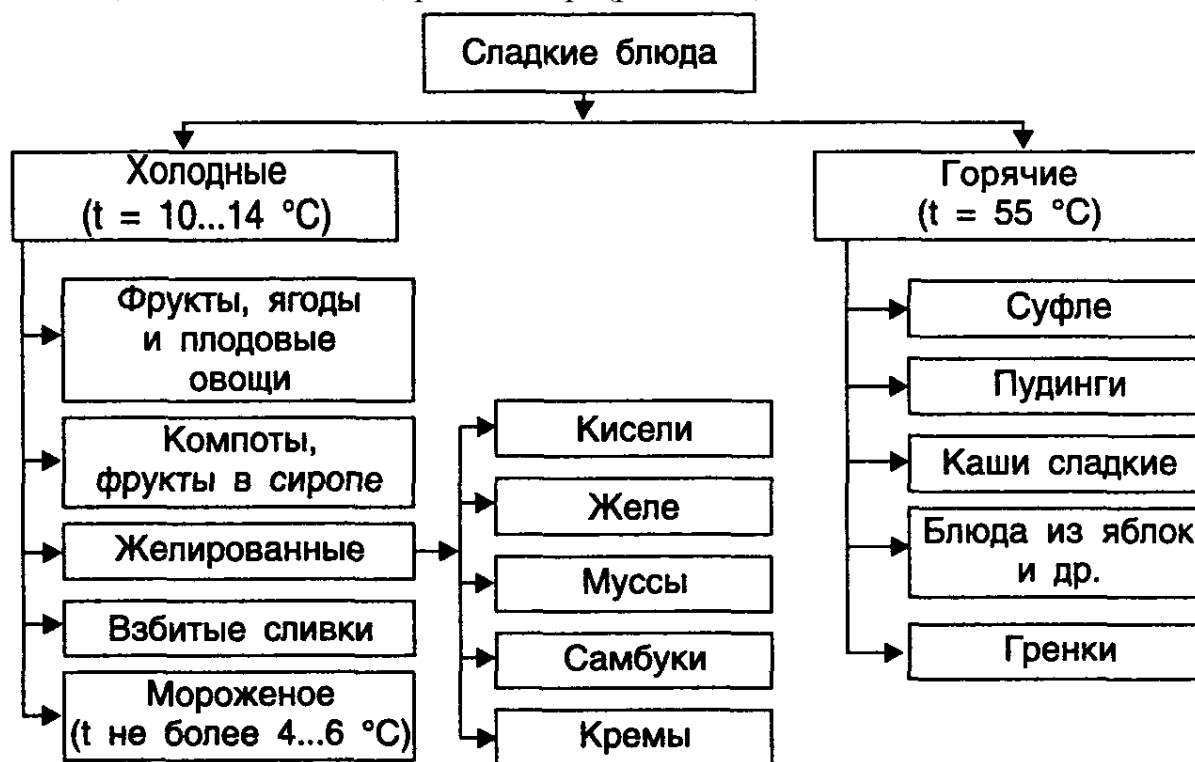 Сладкие блюда
Холодные
(t = 10...14 °C)
Фрукты, ягоды
и плодовые
овощи
Компоты,
фрукты в сиропе
Желированные
Взбитые сливки
Мороженое
(t не более 4...6 °C)
Кисели
Желе
Муссы
Самбуки
Кремы
Горячие
(t = 55 °C)
Суфле
Пудинги
Каши сладкие
Блюда из яблок
и др.
Гренки